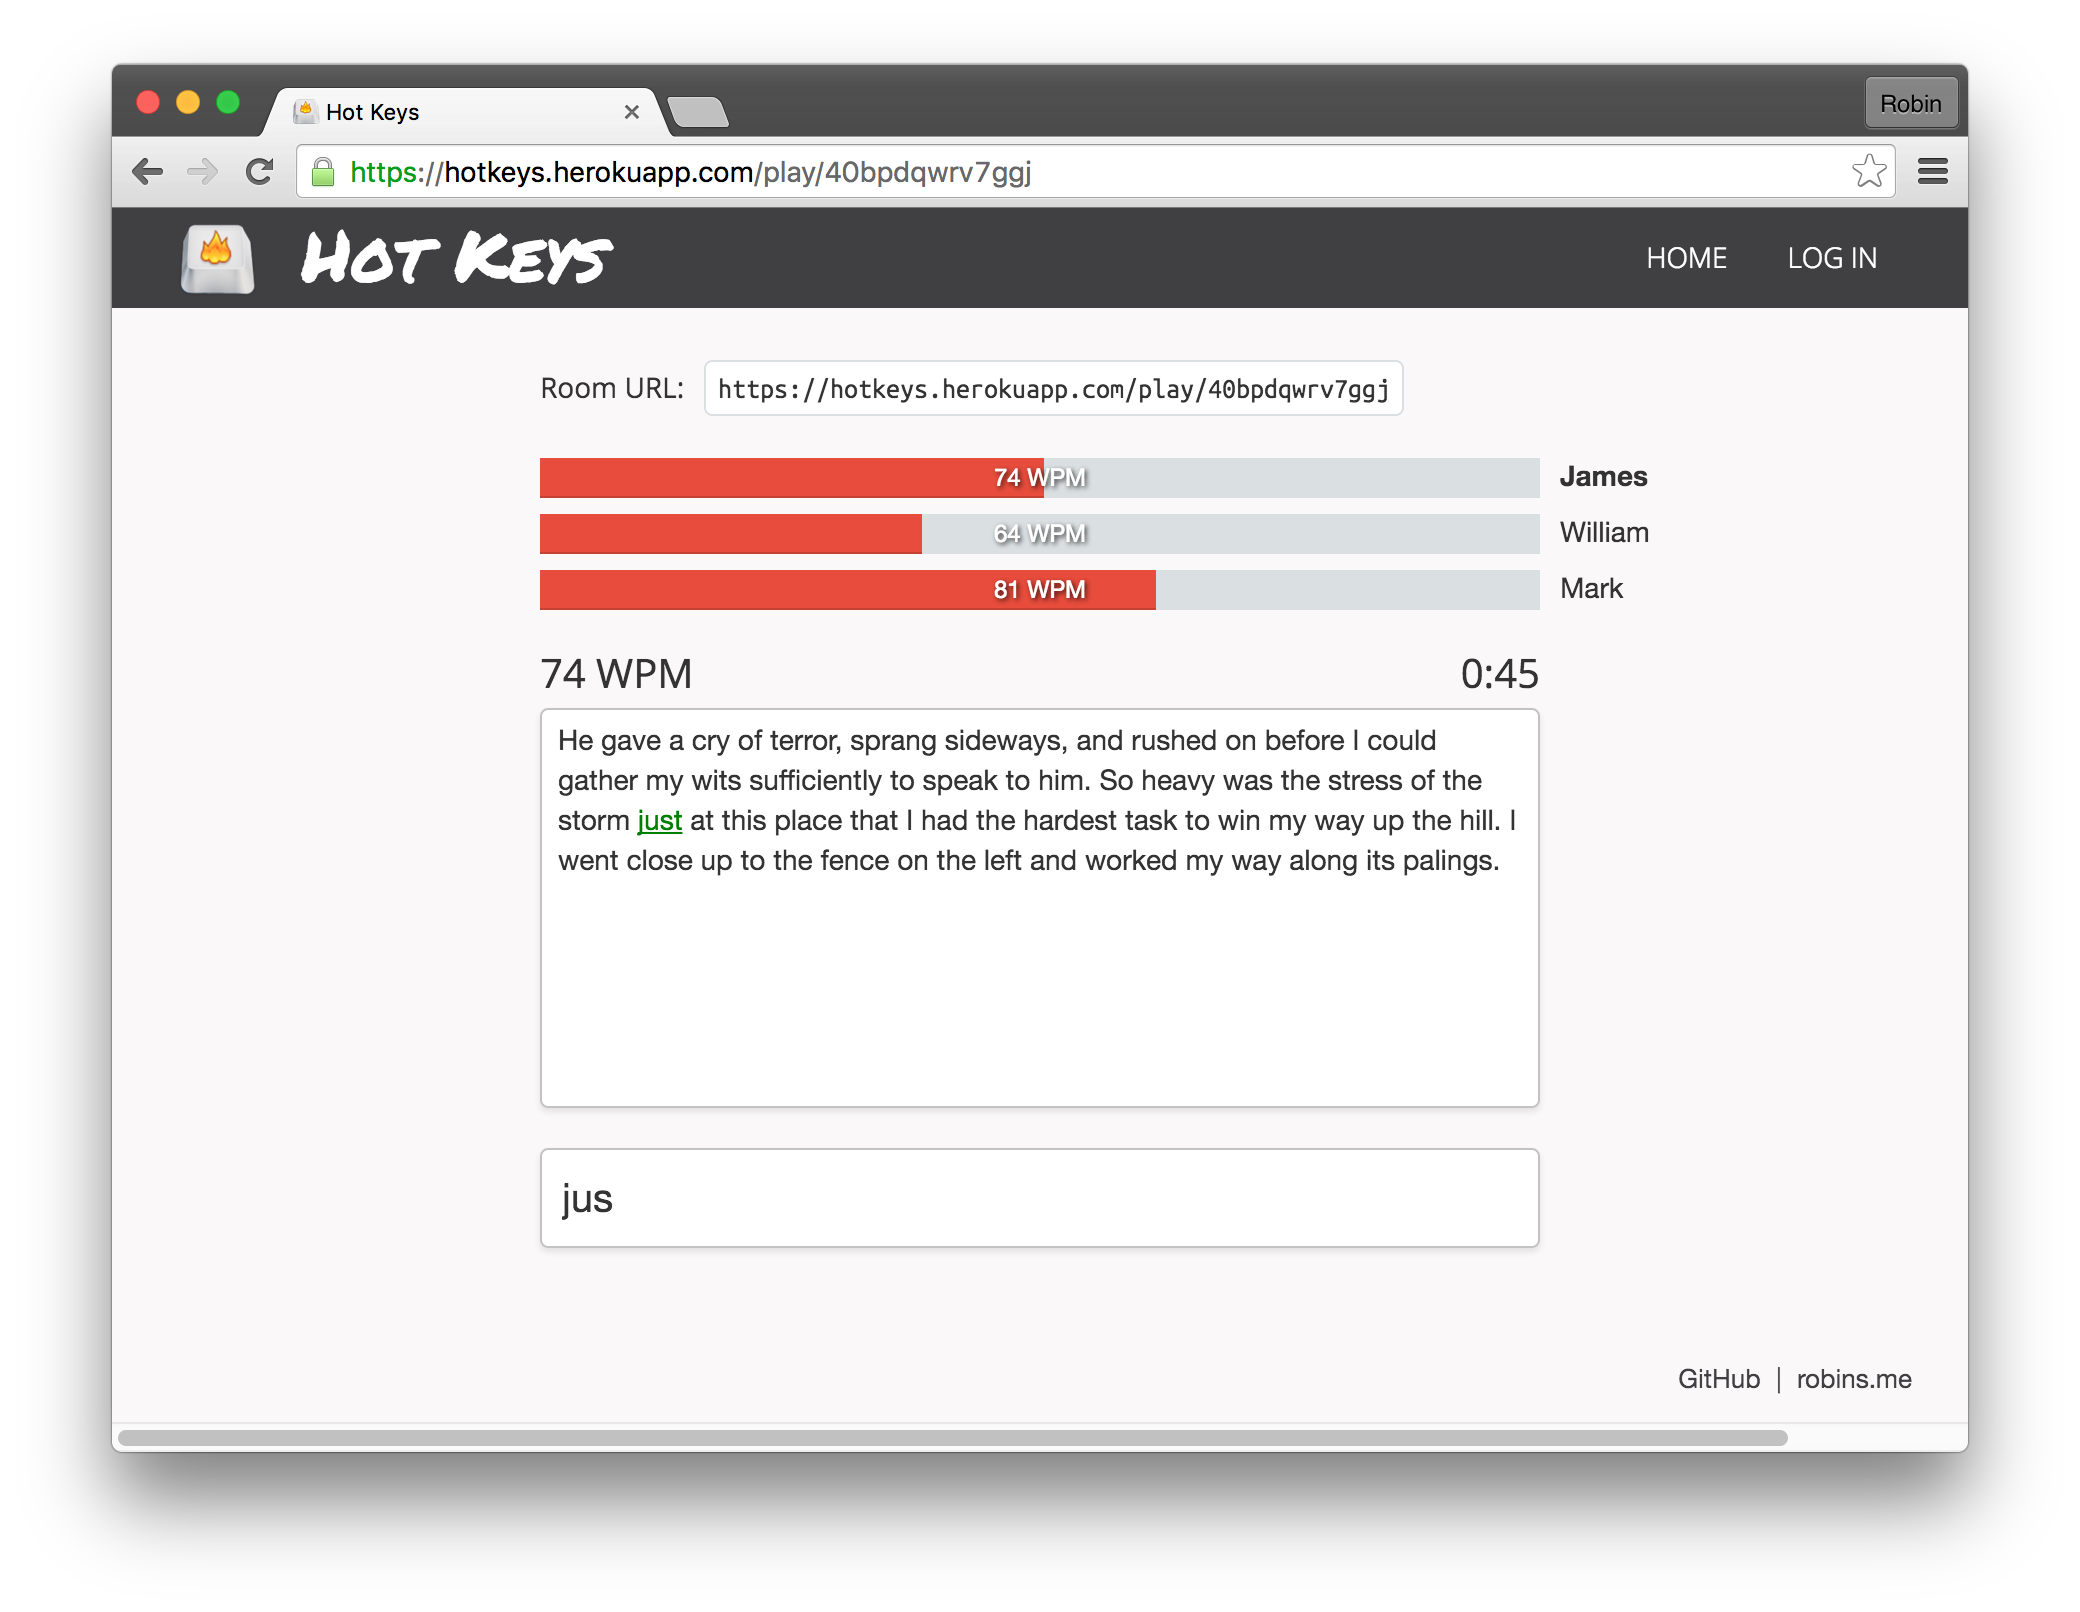 Hot Keys
Robin
https://hotkeys.herokuapp.com/play/40bpdqwrv7ggj
Hot Keys
HOME LOG IN
Room URL: https://hotkeys.herokuapp.com/play/40bpdqwrv7ggj
74 WPM James
64 WPM William
81 WPM Mark
74 WPM 0:45
He gave a cry of terror, sprang sideways, and rushed on before I could
gather my wits sufficiently to speak to him. So heavy was the stress of the
storm just at this place that I had the hardest task to win my way up the hill. I
went close up to the fence on the left and worked my way along its palings.
jus
GitHub | robins.me